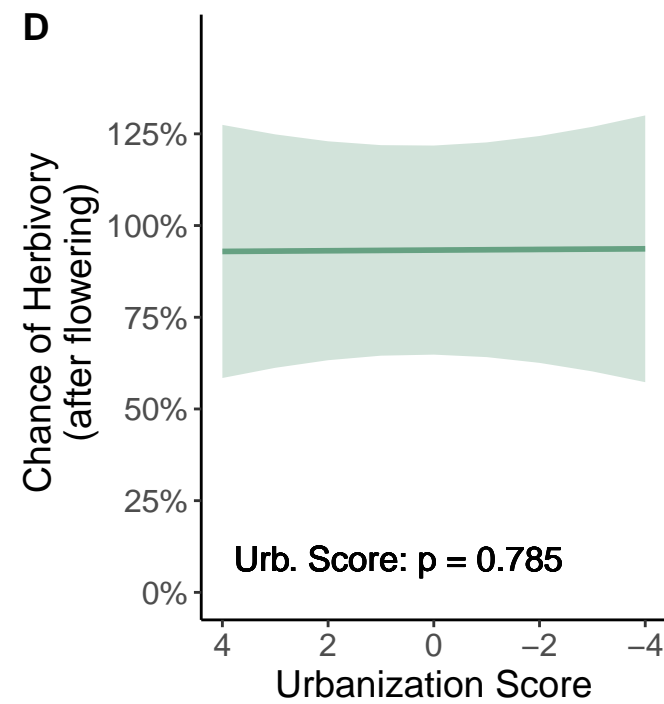 D
Chance of Herbivory
(after flowering)
125%
100%
75%
50%
25%
0%
Urb. Score: p = 0.785
4 2 0 −2 −4
Urbanization Score